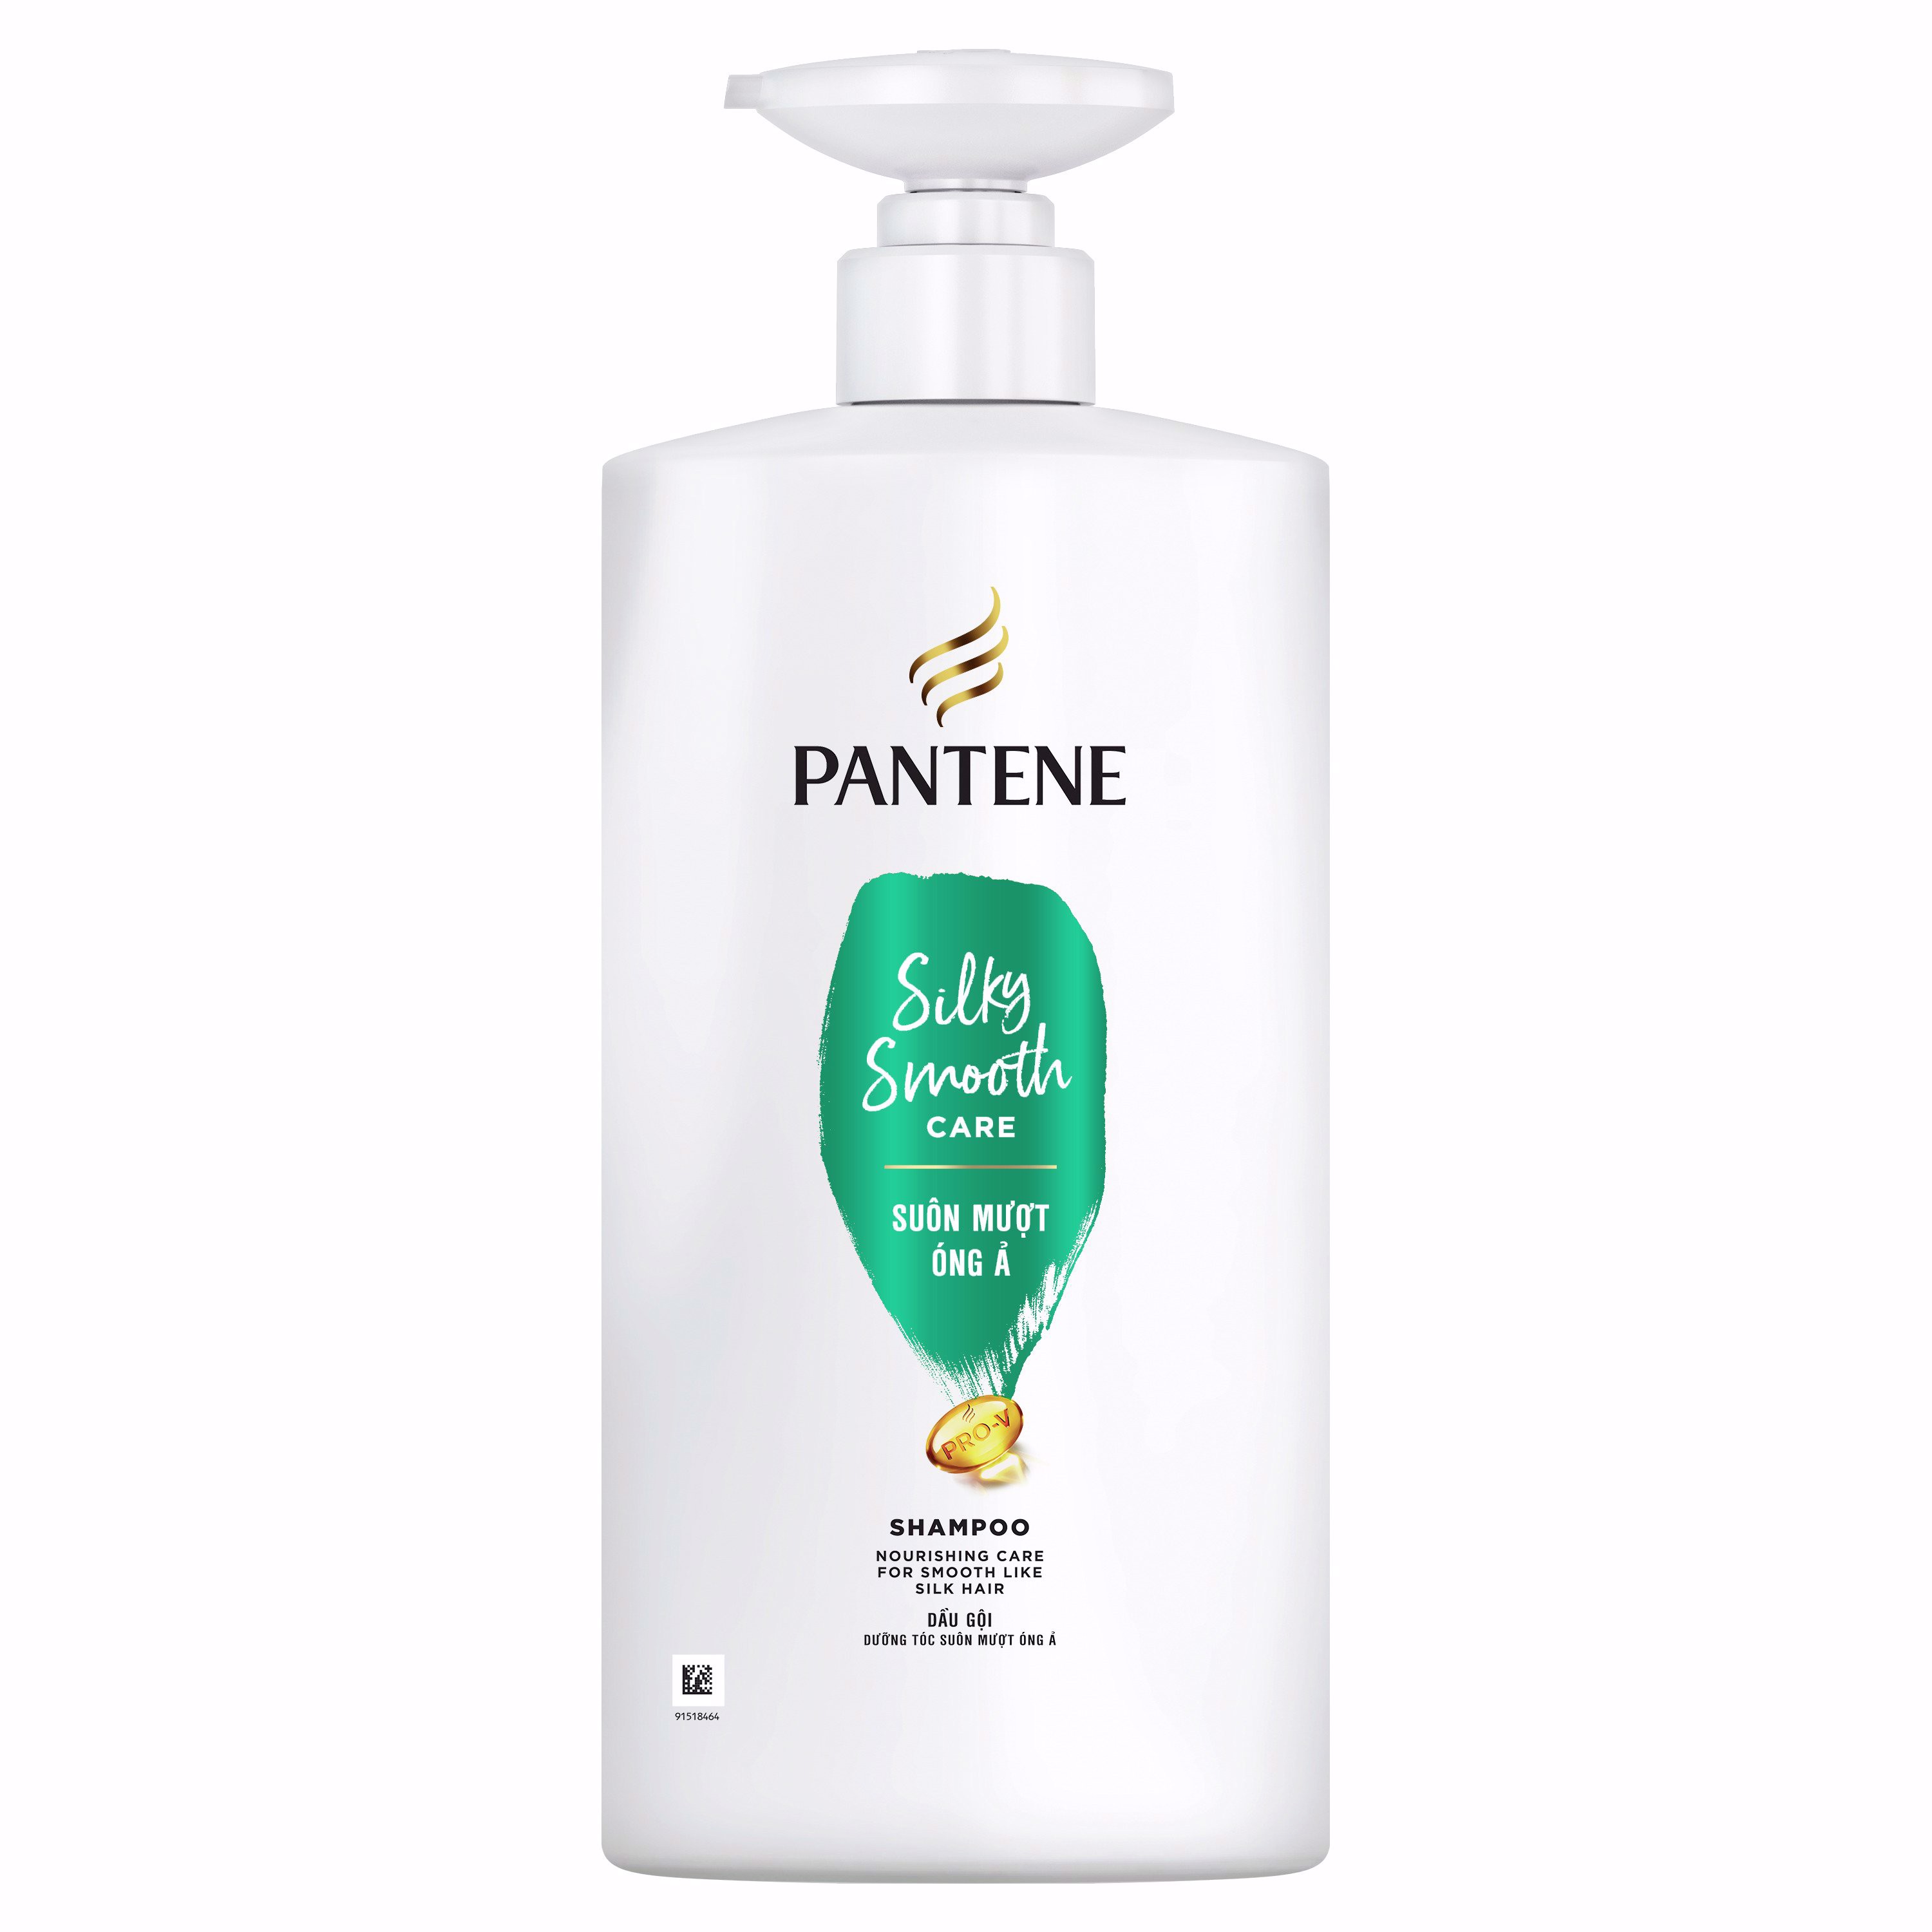 PANTENE
Silky
Smooth
CARE
SUÔN MƯỢT
ÓNG Ả
PRO-V
SHAMPOO
NOURISHING CARE
FOR SMOOTH LIKE
SILK HAIR
DẦU GỘI
DƯỠNG TÓC SUÔN MƯỢT ÓNG Ả
91518464